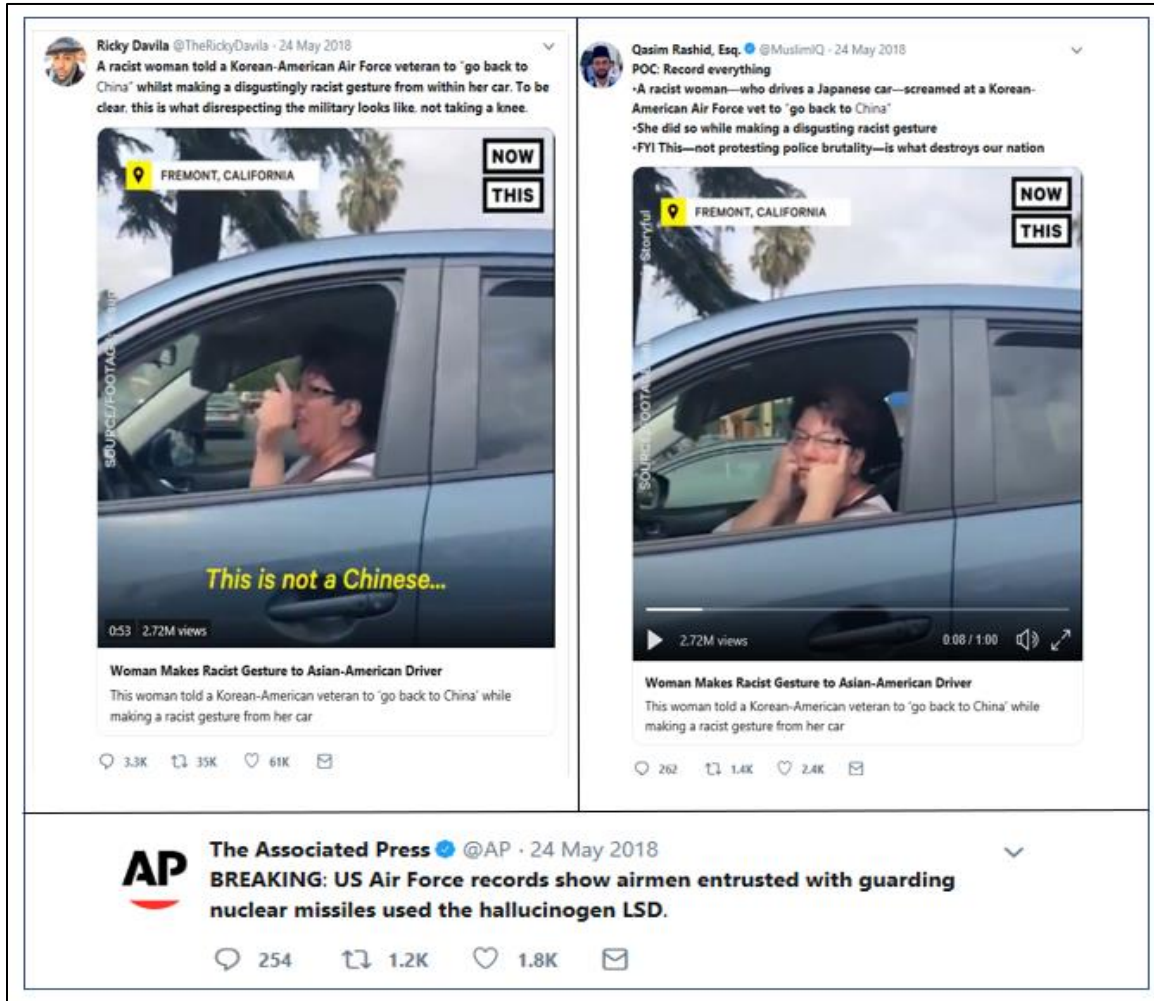 Ricky Davila @TheRickyDavila · 24 May 2018
A racist woman told a Korean-American Air Force veteran to "go back to
China" whilst making a disgustingly racist gesture from within her car. To be
clear, this is what disrespecting the military looks like, not taking a knee.
FREMONT, CALIFORNIA
NOW
THIS
SOURCE/FOOTAGE
This is not a Chinese...
0:53 2.72M views
Woman Makes Racist Gesture to Asian-American Driver
This woman told a Korean-American veteran to 'go back to China' while
making a racist gesture from her car
3.3K 35K 61K
Qasim Rashid, Esq. @MuslimIQ · 24 May 2018
POC: Record everything
•A racist woman—who drives a Japanese car—screamed at a Korean-
American Air Force vet to "go back to China"
•She did so while making a disgusting racist gesture
•FYI This—not protesting police brutality—is what destroys our nation
FREMONT, CALIFORNIA
NOW
THIS
SOURCE/FOOTAGE Storyful
2.72M views 0:08 / 1:00
Woman Makes Racist Gesture to Asian-American Driver
This woman told a Korean-American veteran to 'go back to China' while
making a racist gesture from her car
262 1.4K 2.4K
AP
The Associated Press @AP · 24 May 2018
BREAKING: US Air Force records show airmen entrusted with guarding
nuclear missiles used the hallucinogen LSD.
254 1.2K 1.8K